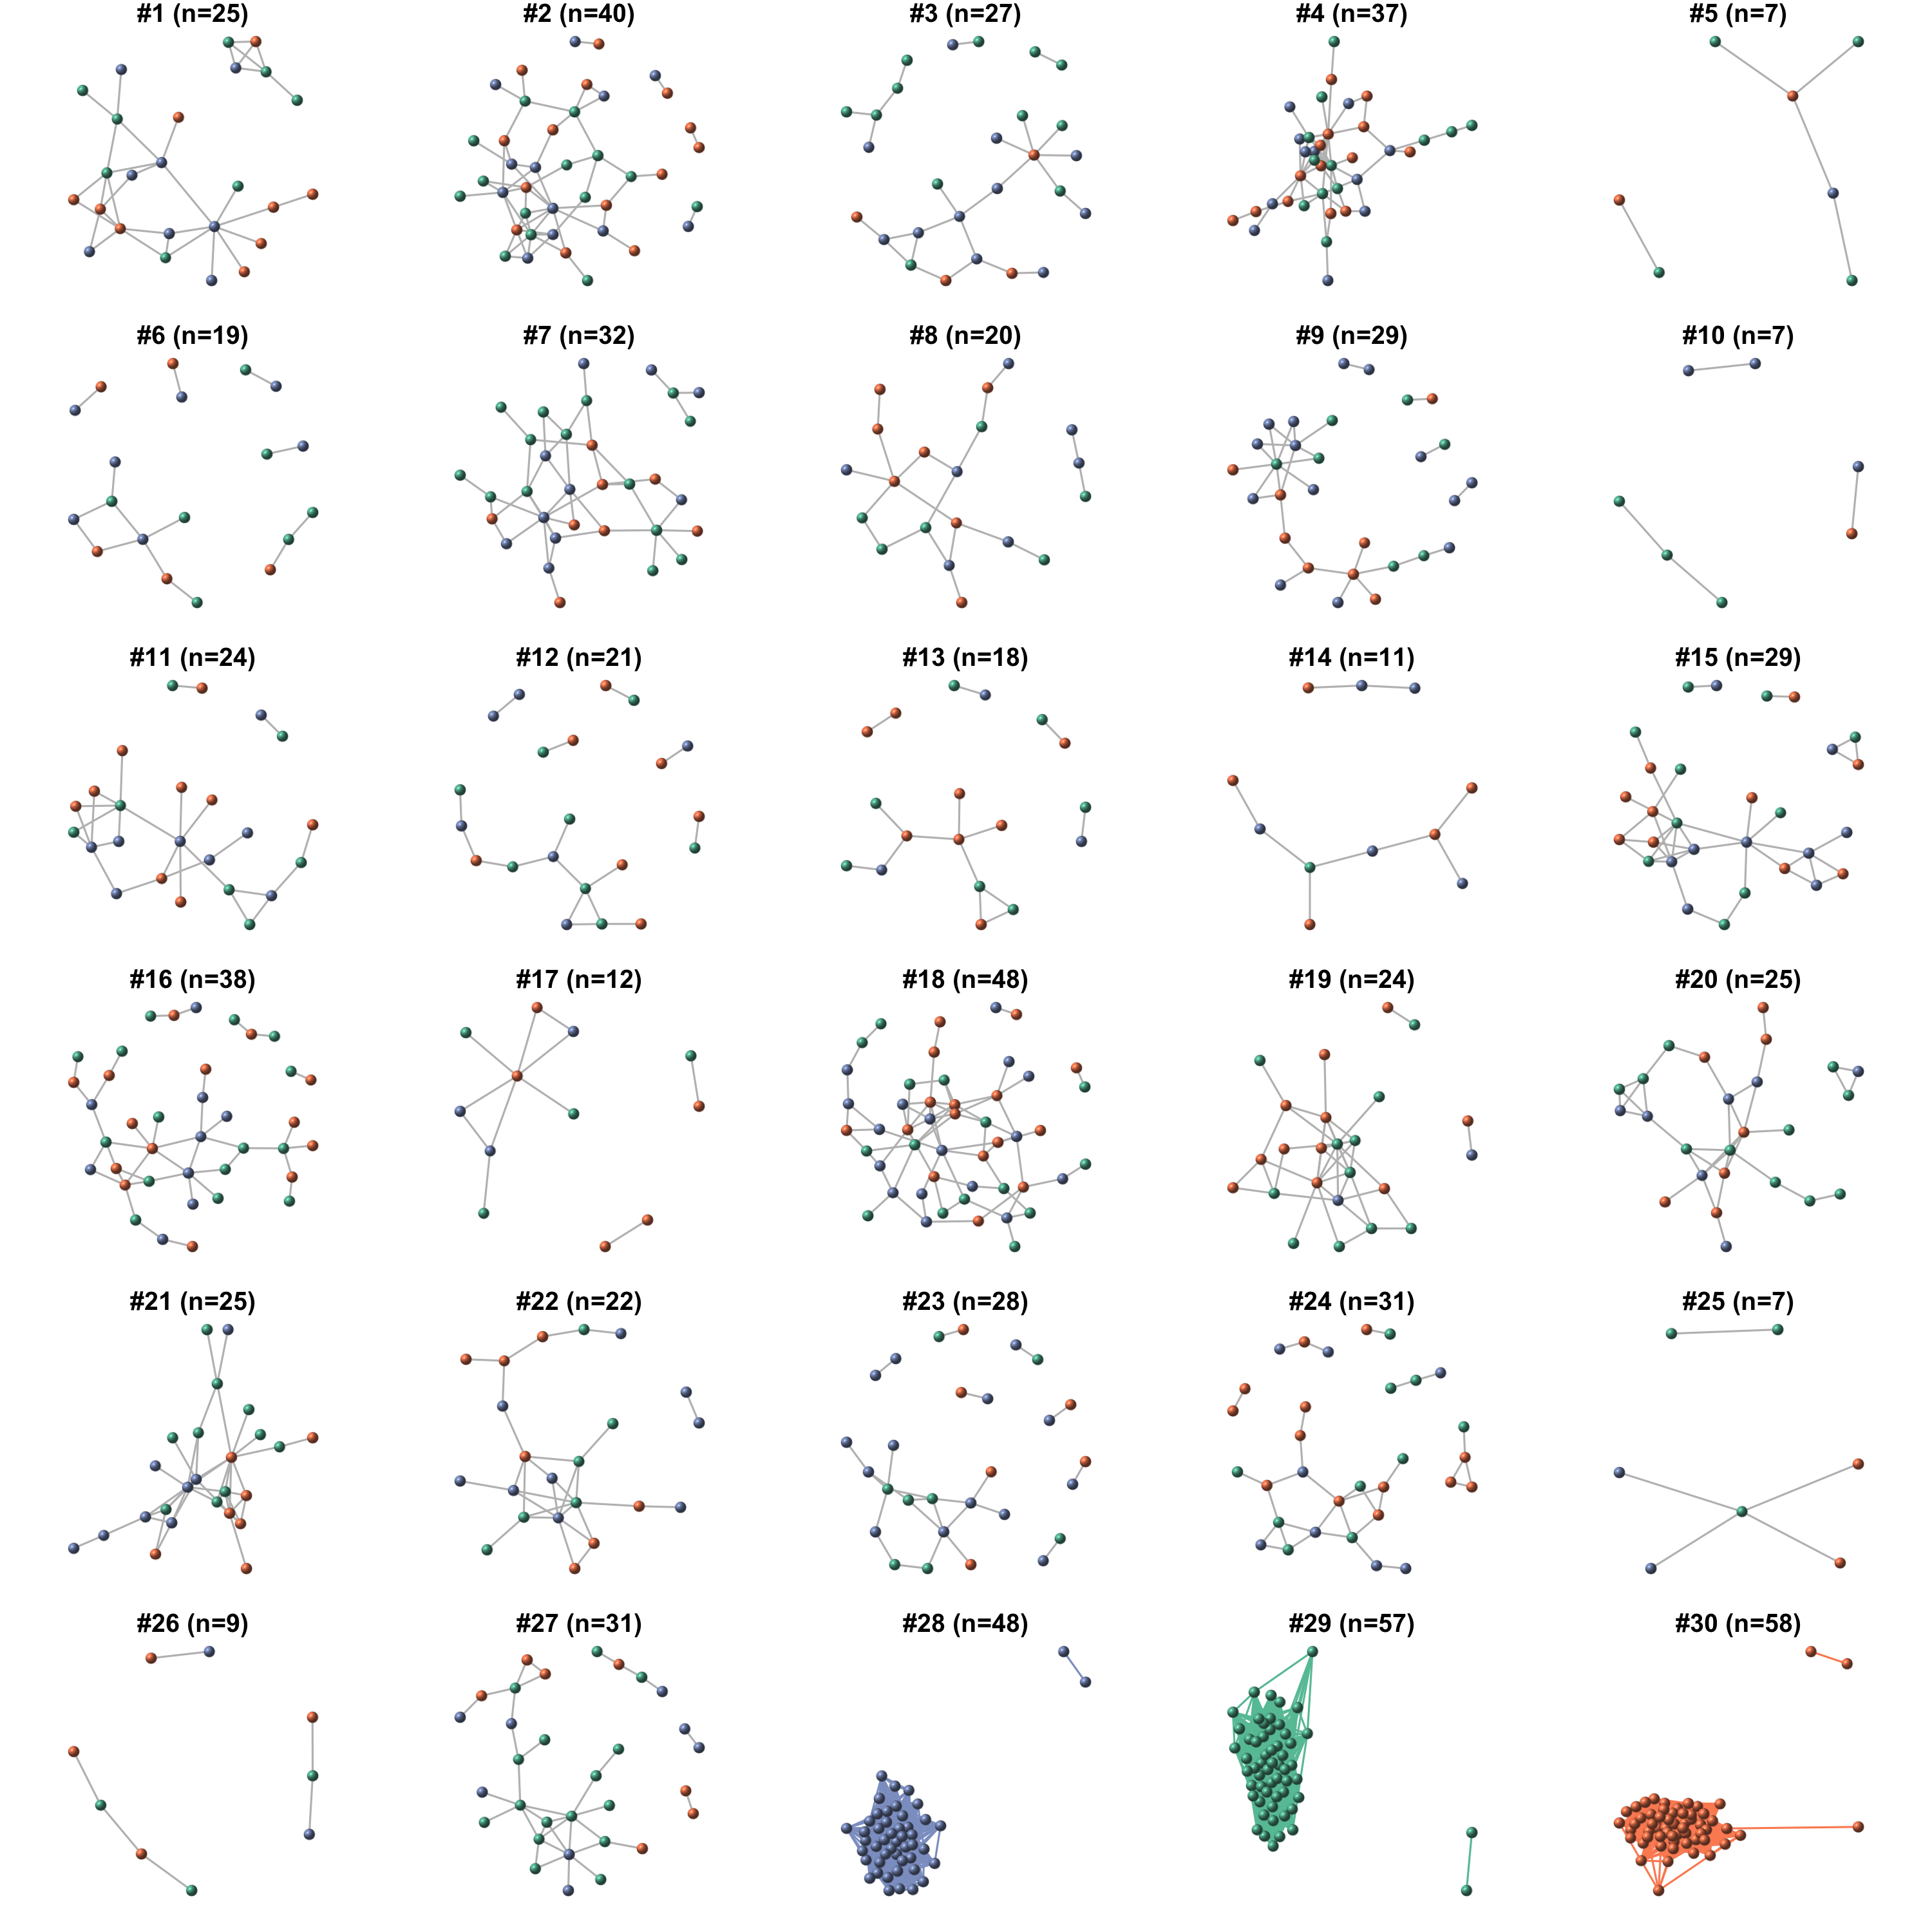 #1 (n=25) #2 (n=40) #3 (n=27) #4 (n=37) #5 (n=7)
#6 (n=19) #7 (n=32) #8 (n=20) #9 (n=29) #10 (n=7)
#11 (n=24) #12 (n=21) #13 (n=18) #14 (n=11) #15 (n=29)
#16 (n=38) #17 (n=12) #18 (n=48) #19 (n=24) #20 (n=25)
#21 (n=25) #22 (n=22) #23 (n=28) #24 (n=31) #25 (n=7)
#26 (n=9) #27 (n=31) #28 (n=48) #29 (n=57) #30 (n=58)